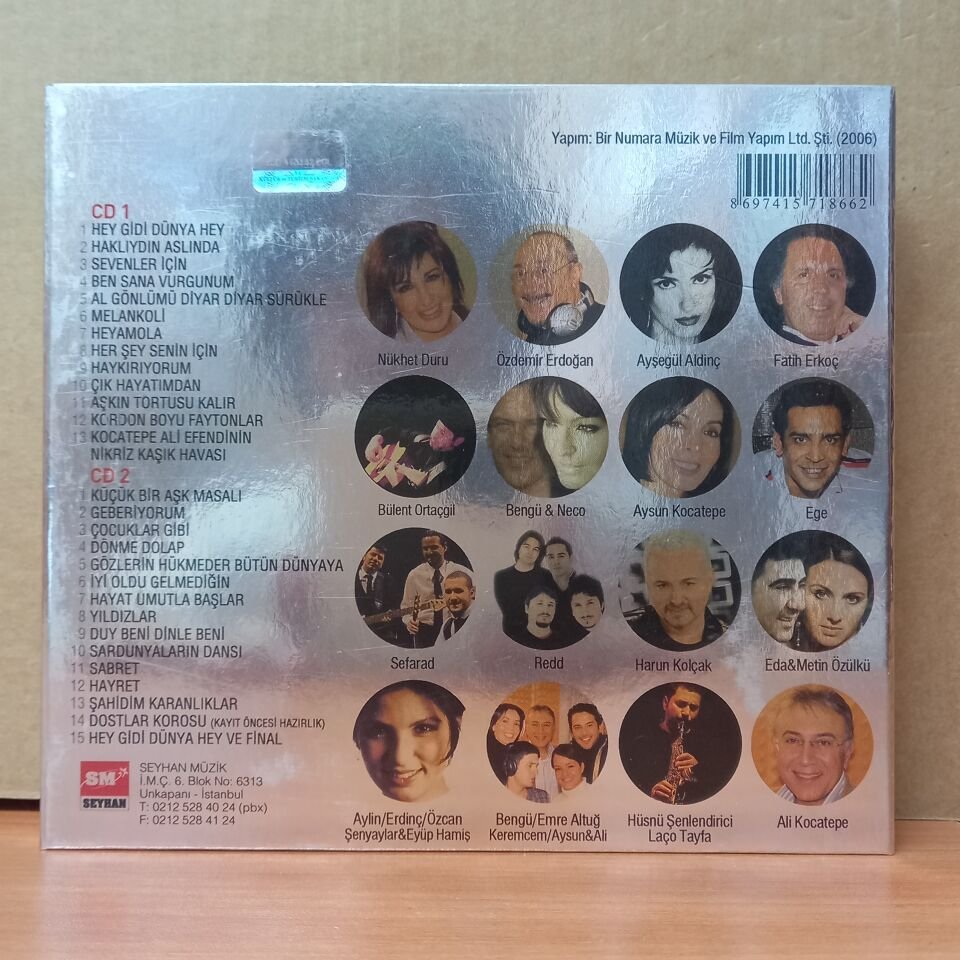 Yapım: Bir Numara Müzik ve Film Yapım Ltd. Şti. (2006)
8697415718662
CD 1
1 HEY GİDİ DÜNYA HEY
2 HAKLIYDIN ASLINDA
3 SEVENLER İÇİN
4 BEN SANA VURGUNUM
5 AL GÖNLÜMÜ DİYAR DİYAR SÜRÜKLE
6 MELANKOLİ
7 HEYAMOLA
8 HER ŞEY SENİN İÇİN
9 HAYKIRIYORUM
10 ÇIK HAYATIMDAN
11 AŞKIN TORTUSU KALIR
12 KORDON BOYU FAYTONLAR
13 KOCATEPE ALİ EFENDİNİN
NİKRİZ KAŞIK HAVASI
CD 2
1 KÜÇÜK BİR AŞK MASALI
2 GEBERİYORUM
3 ÇOCUKLAR GİBİ
4 DÖNME DOLAP
5 GÖZLERİN HÜKMEDER BÜTÜN DÜNYAYA
6 İYİ OLDU GELMEDİĞİN
7 HAYAT UMUTLA BAŞLAR
8 YILDIZLAR
9 DUY BENİ DİNLE BENİ
10 SARDUNYALARIN DANSI
11 SABRET
12 HAYRET
13 ŞAHİDİM KARANLIKLAR
14 DOSTLAR KOROSU (KAYIT ÖNCESİ HAZIRLIK)
15 HEY GİDİ DÜNYA HEY VE FİNAL
SM
SEYHAN
SEYHAN MÜZİK
İ.M.Ç. 6. Blok No: 6313
Unkapanı - İstanbul
T: 0212 528 40 24 (pbx)
F: 0212 528 41 24
Nükhet Duru
Özdemir Erdoğan
Ayşegül Aldinç
Fatih Erkoç
Bülent Ortaçgil
Bengü & Neco
Aysun Kocatepe
Ege
Sefarad
Redd
Harun Kolçak
Eda&Metin Özülkü
Aylin/Erdinç/Özcan
Şenyaylar&Eyüp Hamiş
Bengü/Emre Altuğ
Keremcem/Aysun&Ali
Hüsnü Şenlendirici
Laço Tayfa
Ali Kocatepe